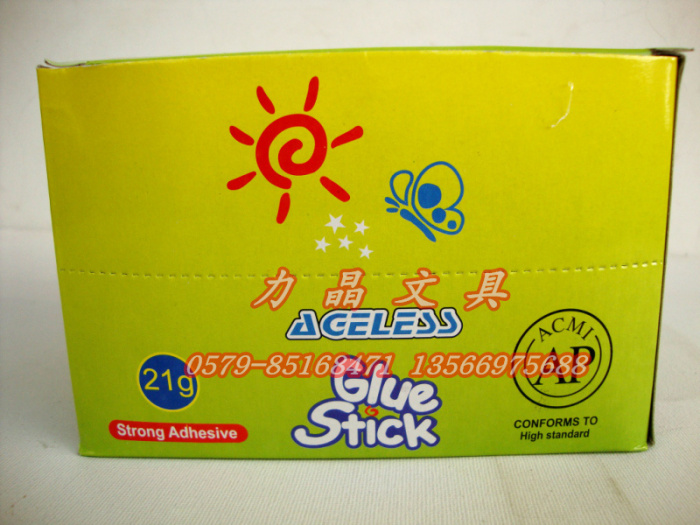 力晶文具
AGELESS
0579-85168471 13566975688
21g
Glue
Stick
Strong Adhesive
ACMI
AP
CONFORMS TO
High standard